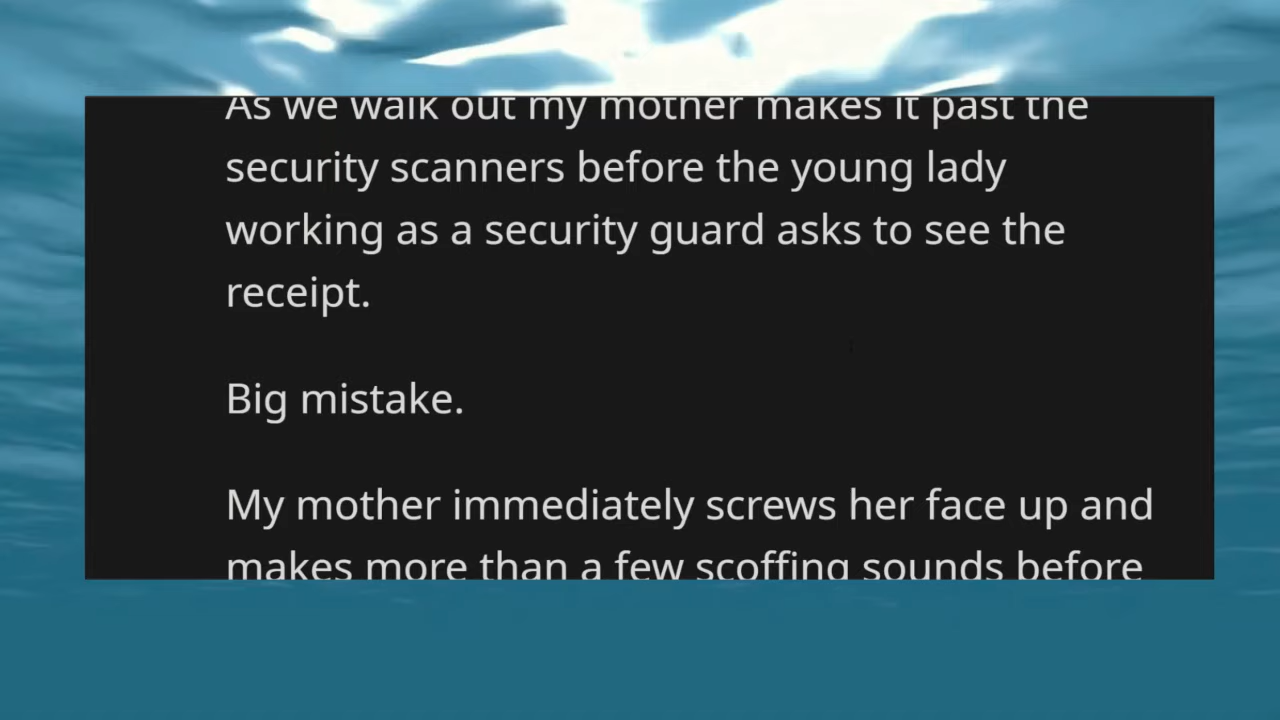 As we walk out my mother makes it past the
security scanners before the young lady
working as a security guard asks to see the
receipt.
Big mistake.
My mother immediately screws her face up and
makes more than a few scoffing sounds before